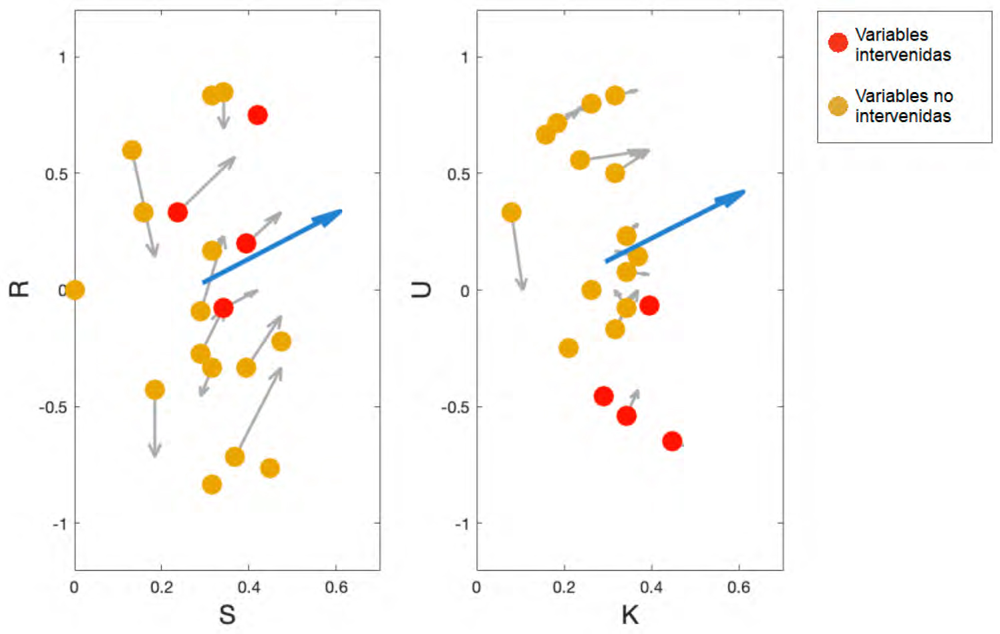 1
0.5
0
-0.5
-1
R
0
0.2
0.4
0.6
S
1
0.5
0
-0.5
-1
U
0
0.2
0.4
0.6
K
Variables
intervenidas
Variables no
intervenidas